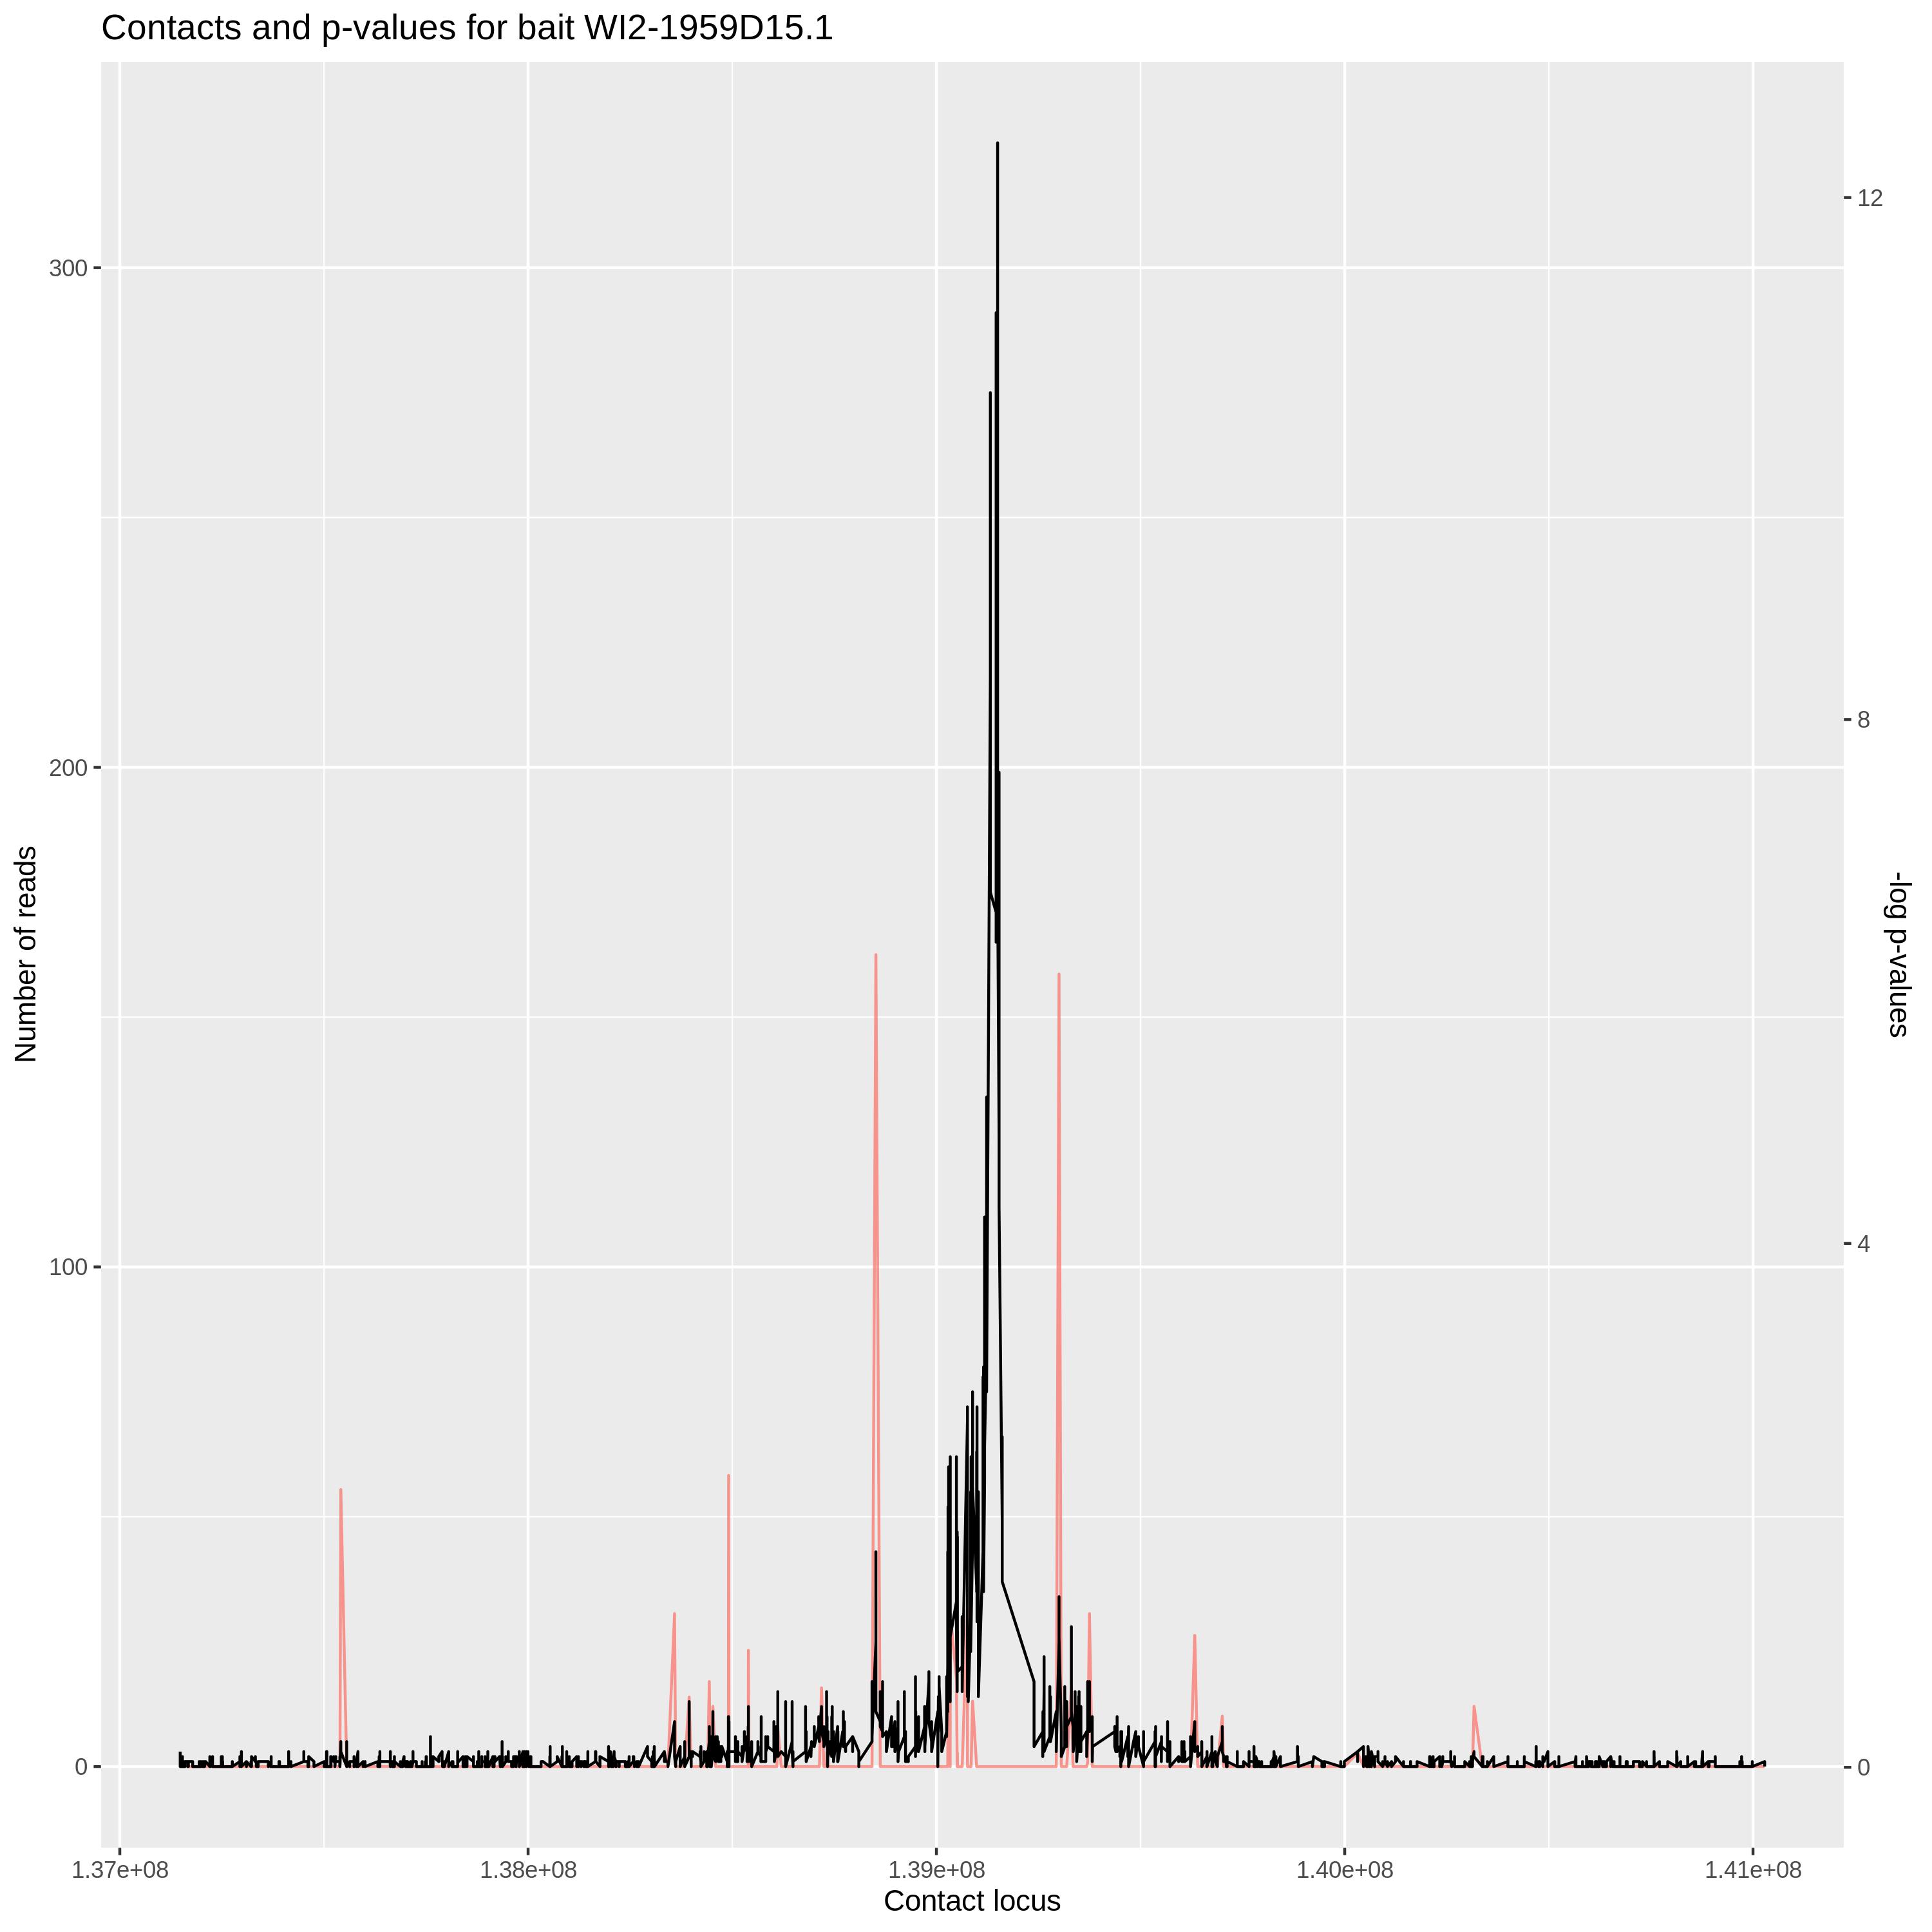 Contacts and p-values for bait WI2-1959D15.1
300
200
100
0
Number of reads
12
8
4
0
-log p-values
1.37e+08 1.38e+08 1.39e+08 1.40e+08 1.41e+08
Contact locus